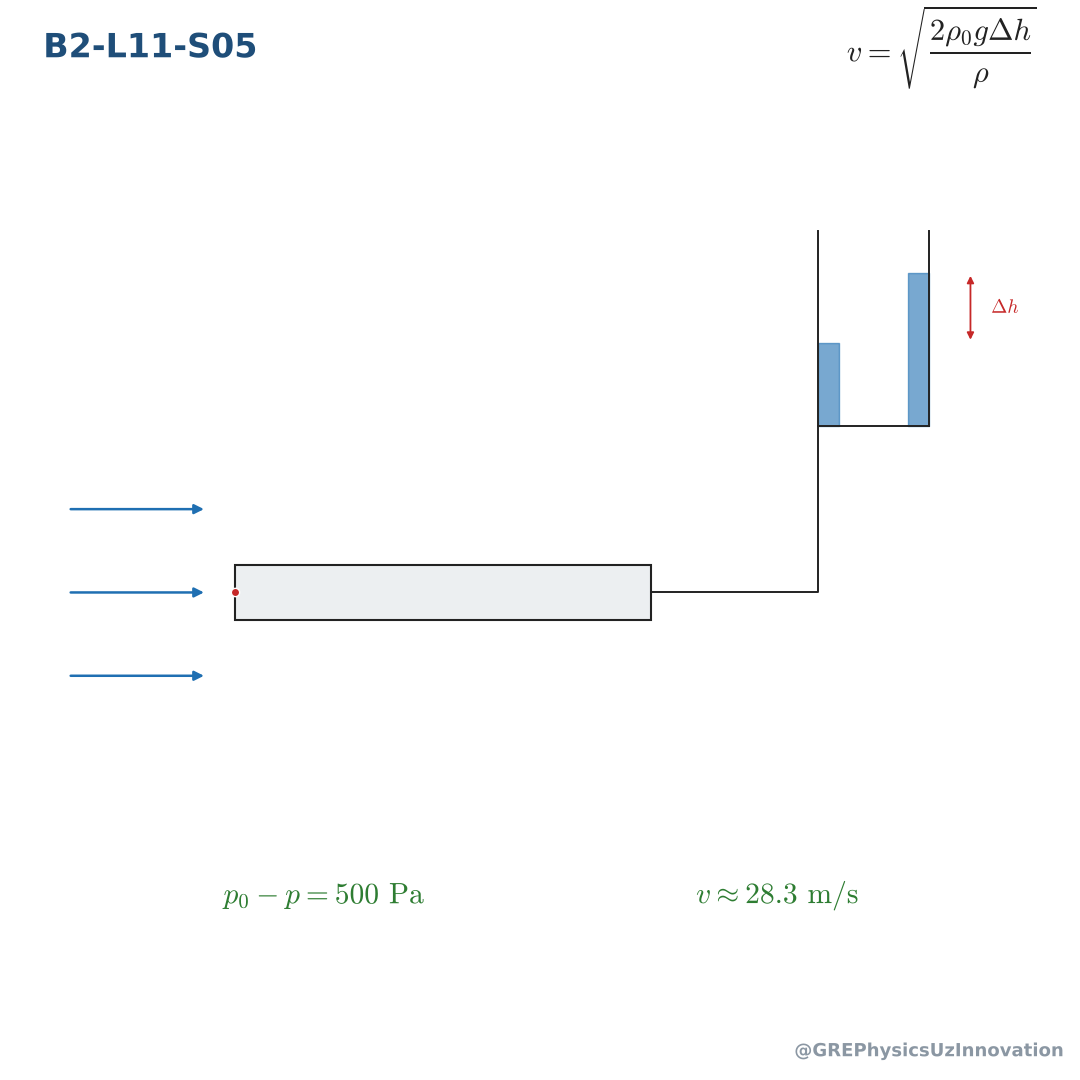 B2-L11-S05
v = √(2ρ₀gΔh / ρ)
Δh
p₀ − p = 500 Pa
v ≈ 28.3 m/s
@GREPhysicsUzInnovation